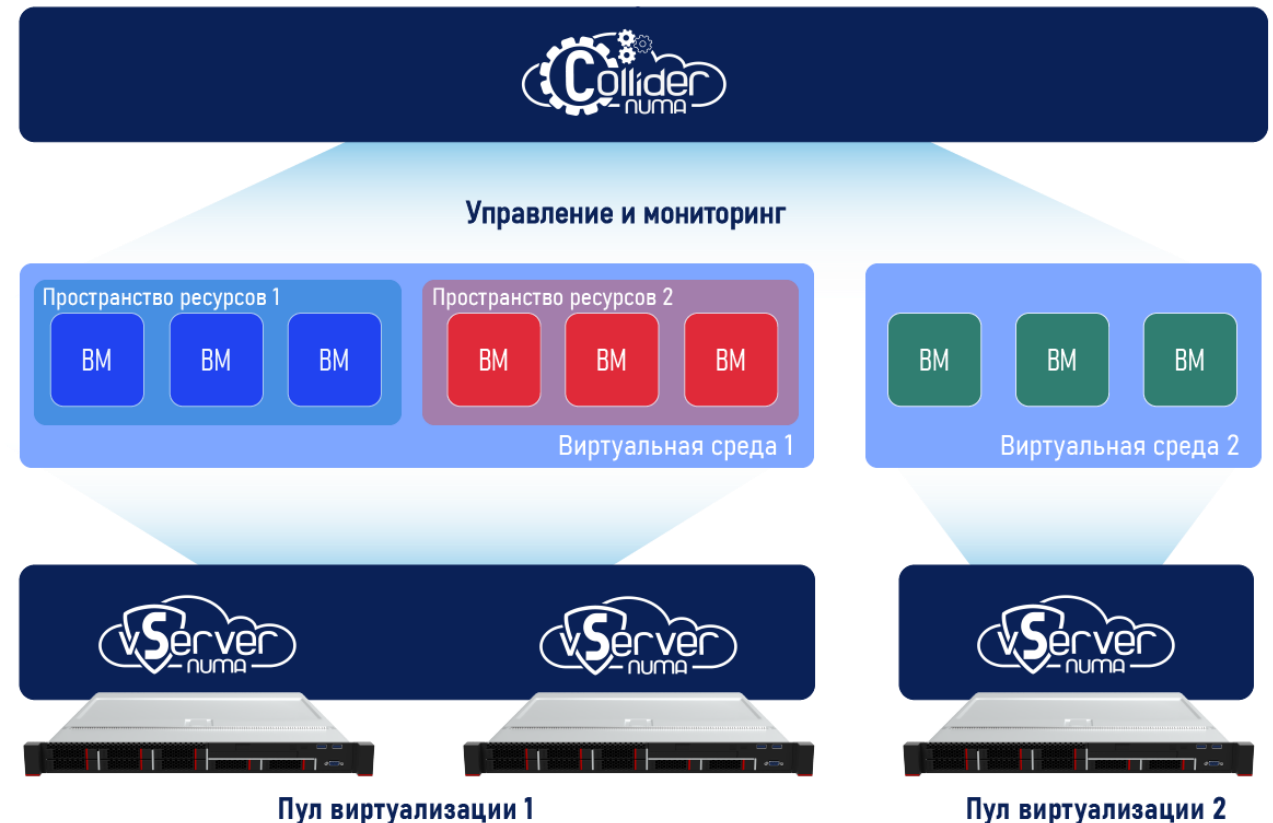 Collider
numa
Управление и мониторинг
Пространство ресурсов 1
Пространство ресурсов 2
ВМ
ВМ
ВМ
ВМ
ВМ
ВМ
ВМ
ВМ
ВМ
Виртуальная среда 1
Виртуальная среда 2
vServer
numa
vServer
numa
vServer
numa
Пул виртуализации 1
Пул виртуализации 2